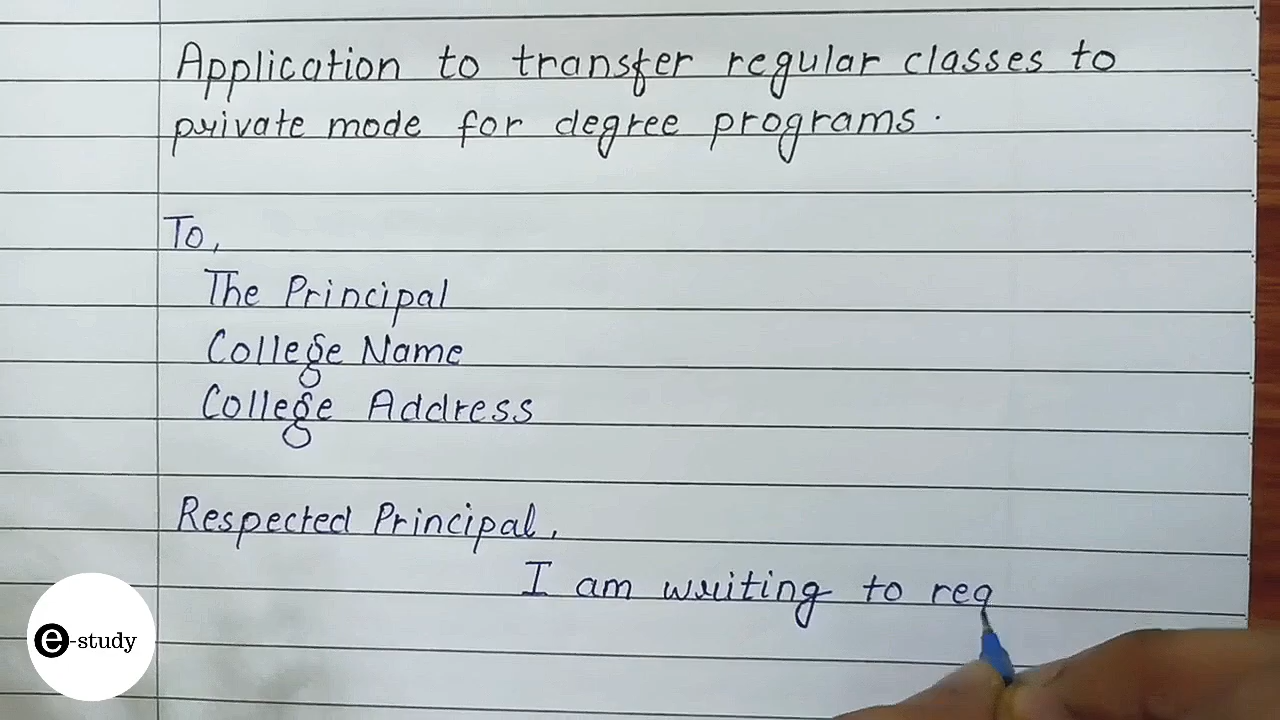 Application to transfer regular classes to
private mode for degree programs.
To,
The Principal
College Name
College Address
Respected Principal,
I am writing to req
e-study